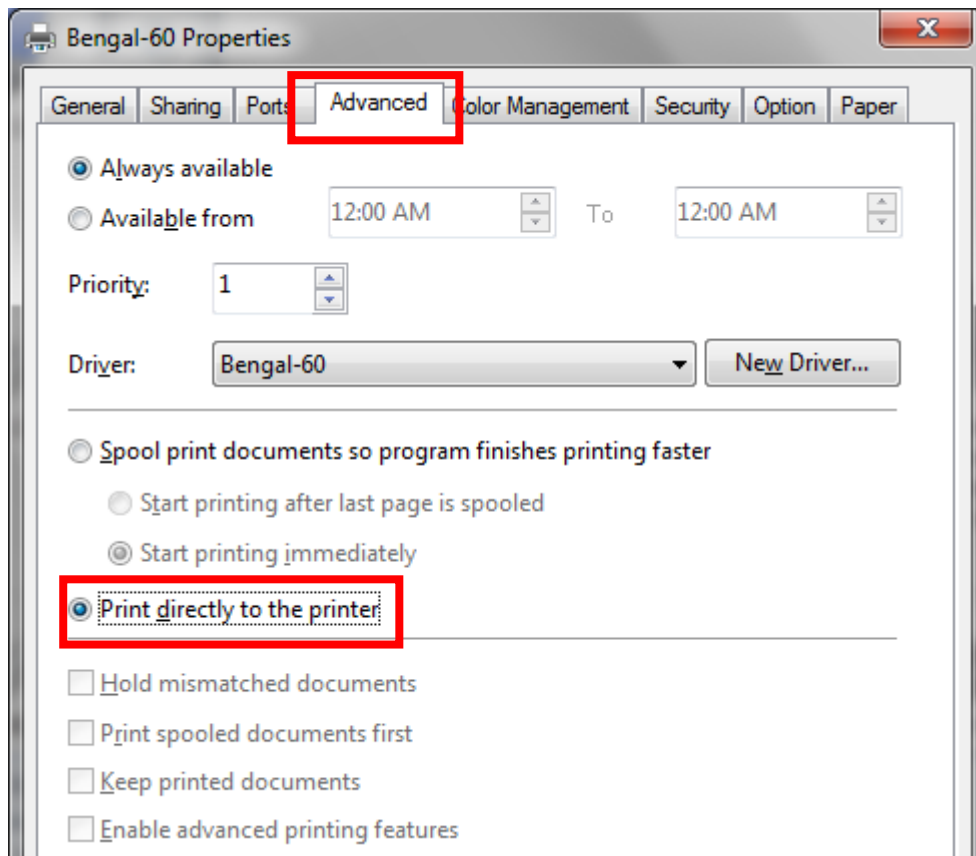 Bengal-60 Properties
General Sharing Ports Advanced Color Management Security Option Paper
Always available
Available from 12:00 AM To 12:00 AM
Priority: 1
Driver: Bengal-60 New Driver...
Spool print documents so program finishes printing faster
Start printing after last page is spooled
Start printing immediately
Print directly to the printer
Hold mismatched documents
Print spooled documents first
Keep printed documents
Enable advanced printing features